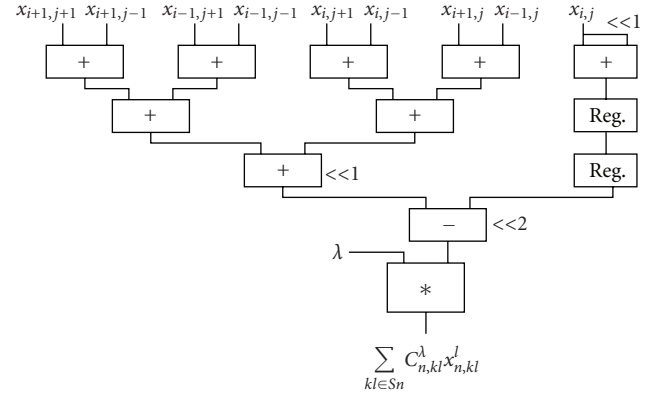 x_{i+1,j+1} x_{i+1,j−1} x_{i−1,j+1} x_{i−1,j−1} x_{i,j+1} x_{i,j−1} x_{i+1,j} x_{i−1,j} x_{i,j} <<1
+ + + + +
+ + Reg.
+ <<1 Reg.
− <<2
λ
*
∑_{kl∈Sn} C^λ_{n,kl} x^l_{n,kl}